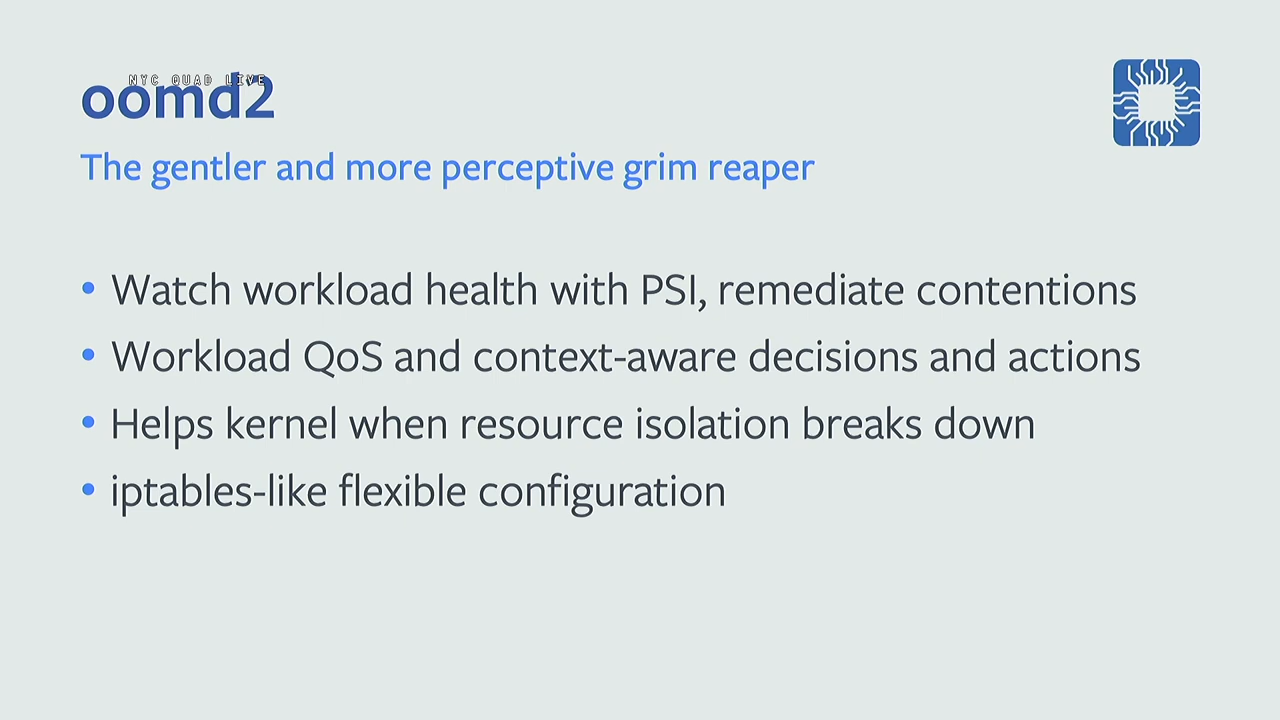 NYC QUAD LIVE
oomd2
The gentler and more perceptive grim reaper
• Watch workload health with PSI, remediate contentions
• Workload QoS and context-aware decisions and actions
• Helps kernel when resource isolation breaks down
• iptables-like flexible configuration